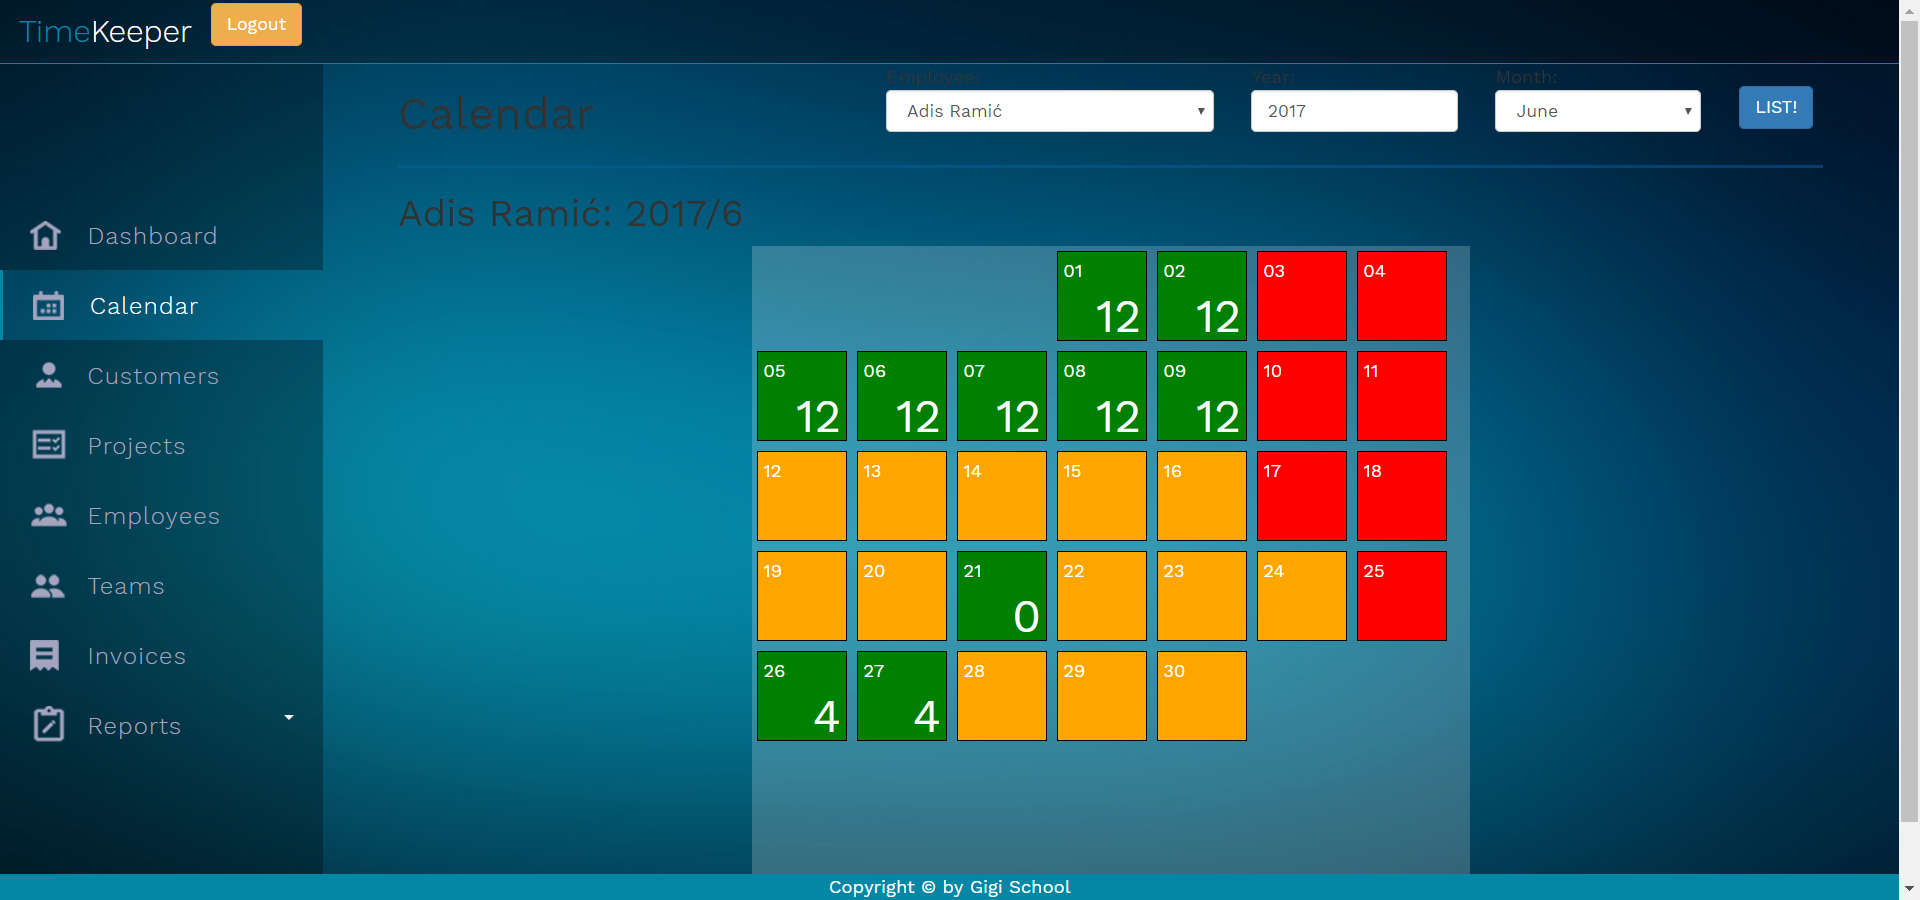 TimeKeeper
Logout
Calendar
Employee:
Adis Ramić
Year:
2017
Month:
June
LIST!
Adis Ramić: 2017/6
Dashboard
Calendar
Customers
Projects
Employees
Teams
Invoices
Reports
01 02 03 04
12 12
05 06 07 08 09 10 11
12 12 12 12 12
12 13 14 15 16 17 18
19 20 21 22 23 24 25
0
26 27 28 29 30
4 4
Copyright © by Gigi School